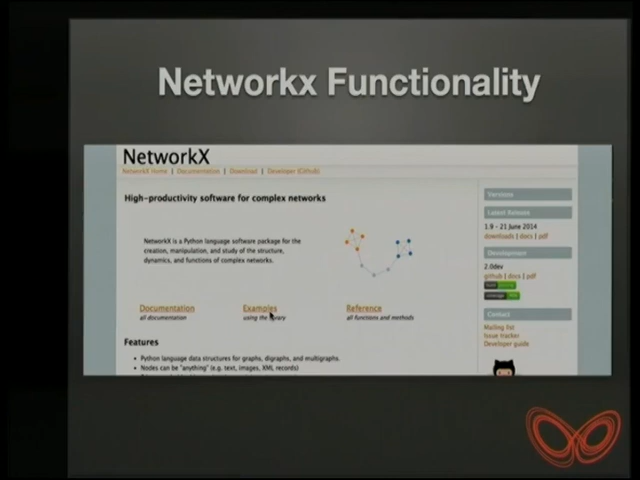 Networkx Functionality
NetworkX
NetworkX Home | Documentation | Download | Developer (Github)
High-productivity software for complex networks
NetworkX is a Python language software package for the
creation, manipulation, and study of the structure,
dynamics, and functions of complex networks.
Documentation
all documentation
Examples
using the library
Reference
all functions and methods
Features
Python language data structures for graphs, digraphs, and multigraphs.
Nodes can be "anything" (e.g. text, images, XML records)
Versions
Latest Release
1.9 - 21 June 2014
downloads | docs | pdf
Development
2.0dev
github | docs | pdf
Contact
Mailing list
Issue tracker
Developer guide